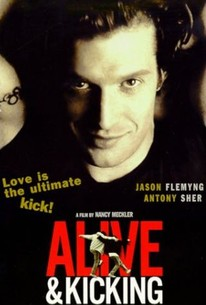 Love is the ultimate
kick!
JASON FLEMYNG
ANTONY SHER
A FILM BY NANCY MECKLER
ALIVE
& KICKING